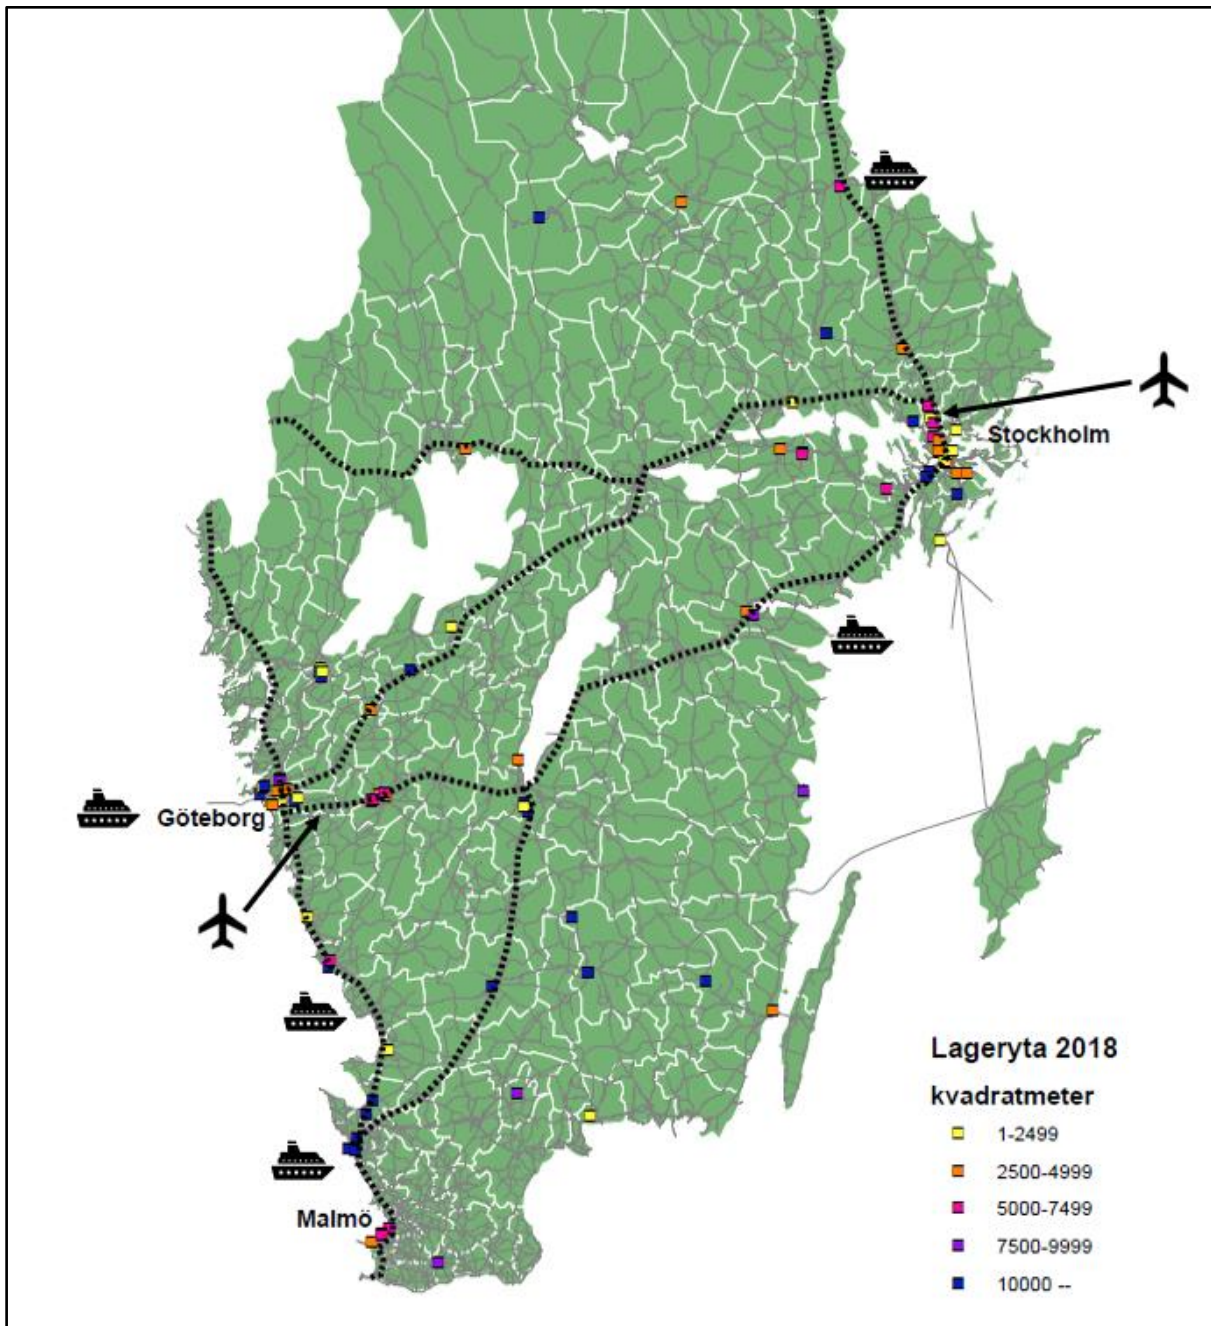 Stockholm
Göteborg
Malmö
Lageryta 2018
kvadratmeter
1-2499
2500-4999
5000-7499
7500-9999
10000 --